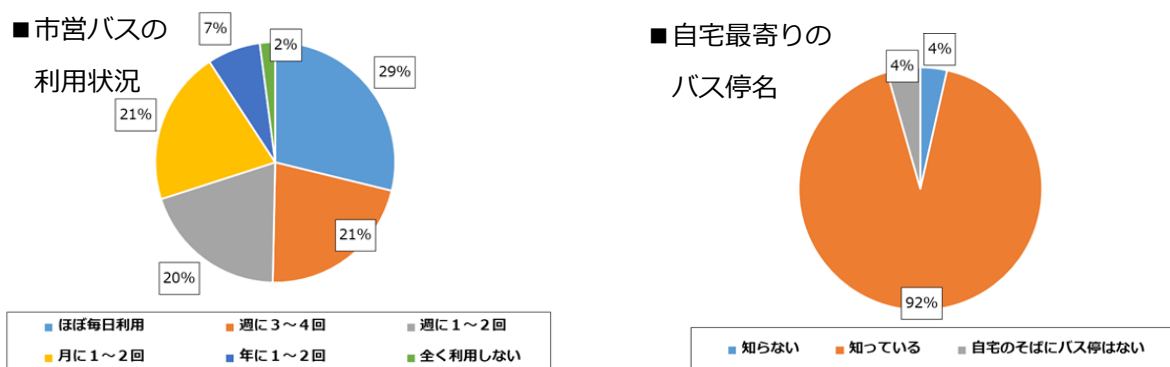 ■市営バスの
利用状況
7%
2%
29%
21%
21%
20%
■ほぼ毎日利用 ■週に3～4回 ■週に1～2回
■月に1～2回 ■年に1～2回 ■全く利用しない
■自宅最寄りの
バス停名
4%
4%
92%
■知らない ■知っている ■自宅のそばにバス停はない